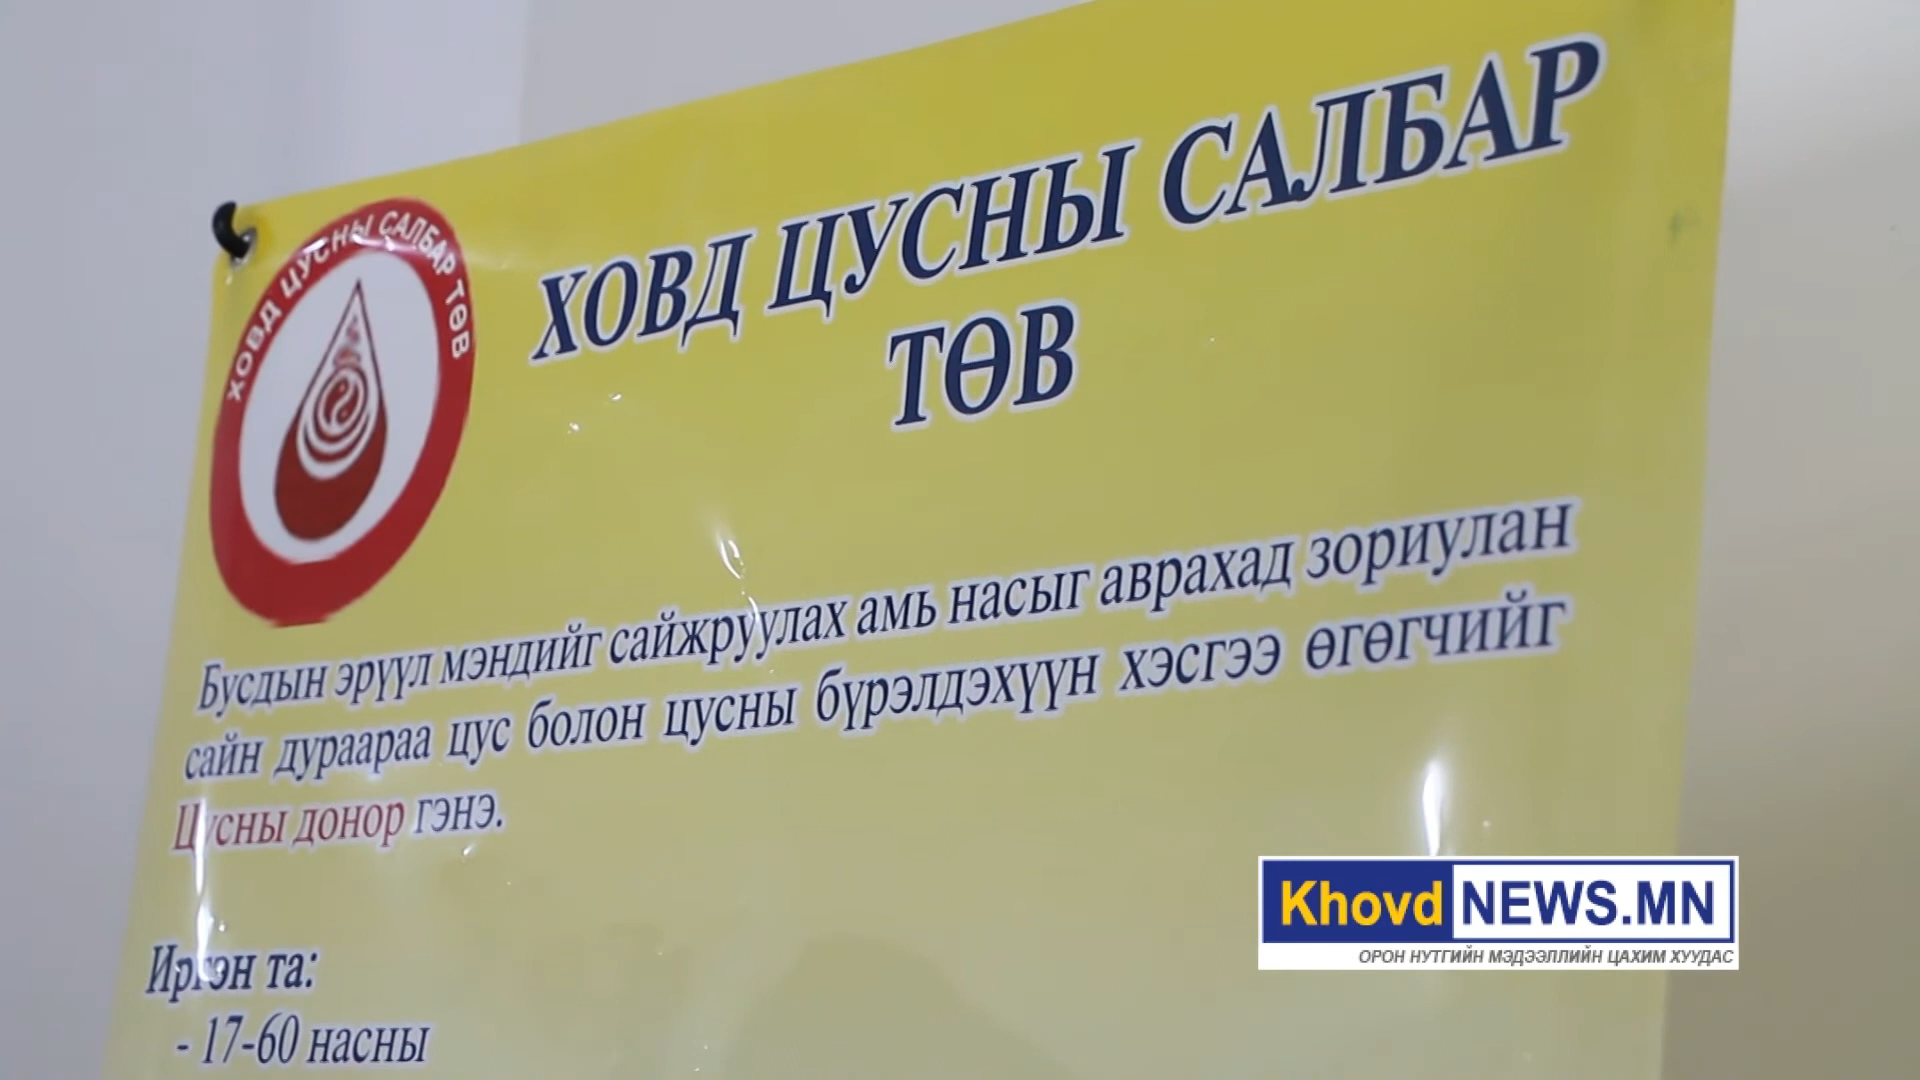 ХОВД ЦУСНЫ САЛБАР ТӨВ
ХОВД ЦУСНЫ САЛБАР
ТӨВ
Бусдын эрүүл мэндийг сайжруулах амь насыг аврахад зориулан
сайн дураараа цус болон цусны бүрэлдэхүүн хэсгээ өгөгчийг
Цусны донор гэнэ.
Иргэн та:
- 17-60 насны
Khovd NEWS.MN
ОРОН НУТГИЙН МЭДЭЭЛЛИЙН ЦАХИМ ХУУДАС